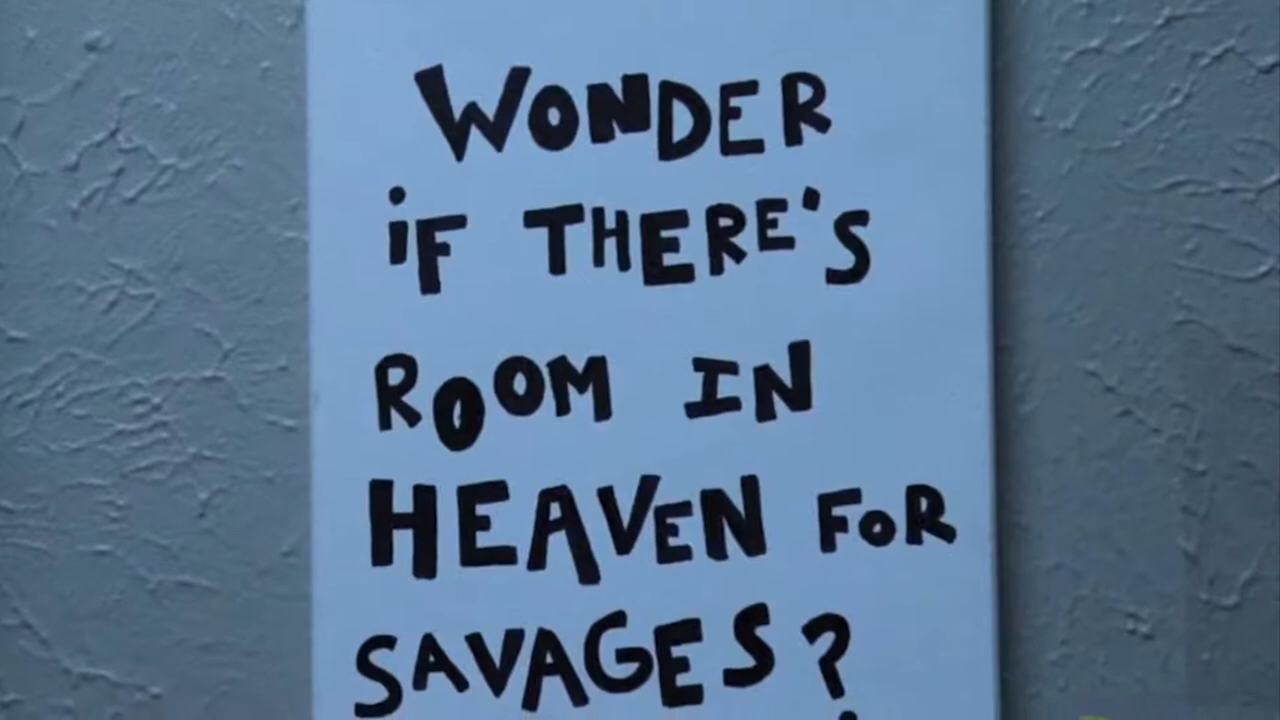 WONDER
iF THERE'S
ROOM IN
HEAVEN FOR
SAVAGES?